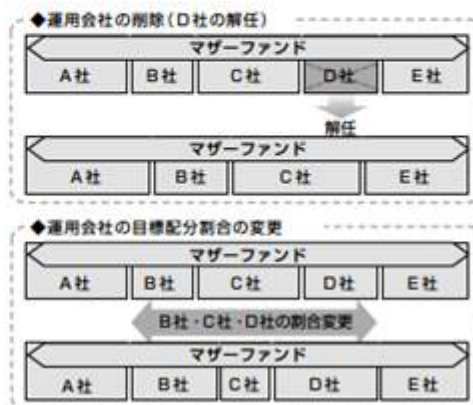 ◆運用会社の削除(D社の解任)
マザーファンド
A社 B社 C社 D社 E社
解任
マザーファンド
A社 B社 C社 E社
◆運用会社の目標配分割合の変更
マザーファンド
A社 B社 C社 D社 E社
B社・C社・D社の割合変更
マザーファンド
A社 B社 C社 D社 E社